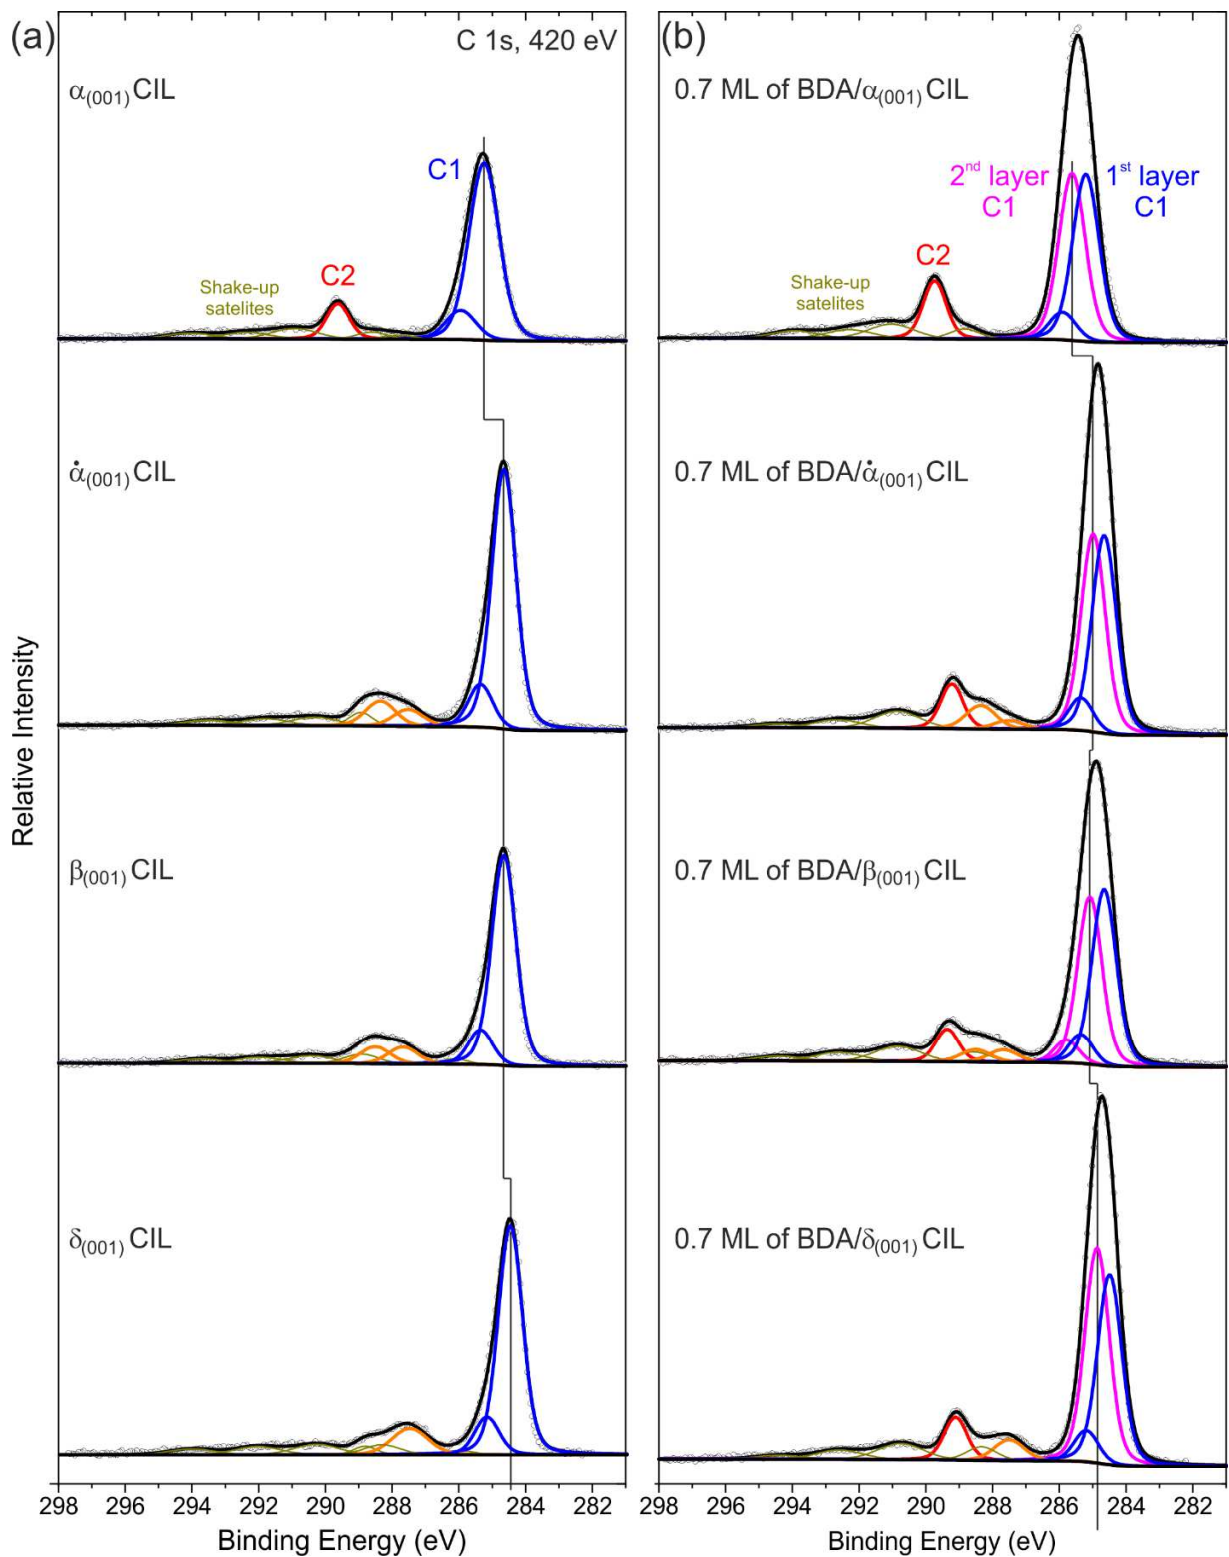 (a)
C 1s, 420 eV
α(001) CIL
C1
C2
Shake-up
satelites
α̇(001) CIL
β(001) CIL
δ(001) CIL
Relative Intensity
298 296 294 292 290 288 286 284 282
Binding Energy (eV)
(b)
0.7 ML of BDA/α(001) CIL
2nd layer
C1
1st layer
C1
C2
Shake-up
satelites
0.7 ML of BDA/α̇(001) CIL
0.7 ML of BDA/β(001) CIL
0.7 ML of BDA/δ(001) CIL
298 296 294 292 290 288 286 284 282
Binding Energy (eV)